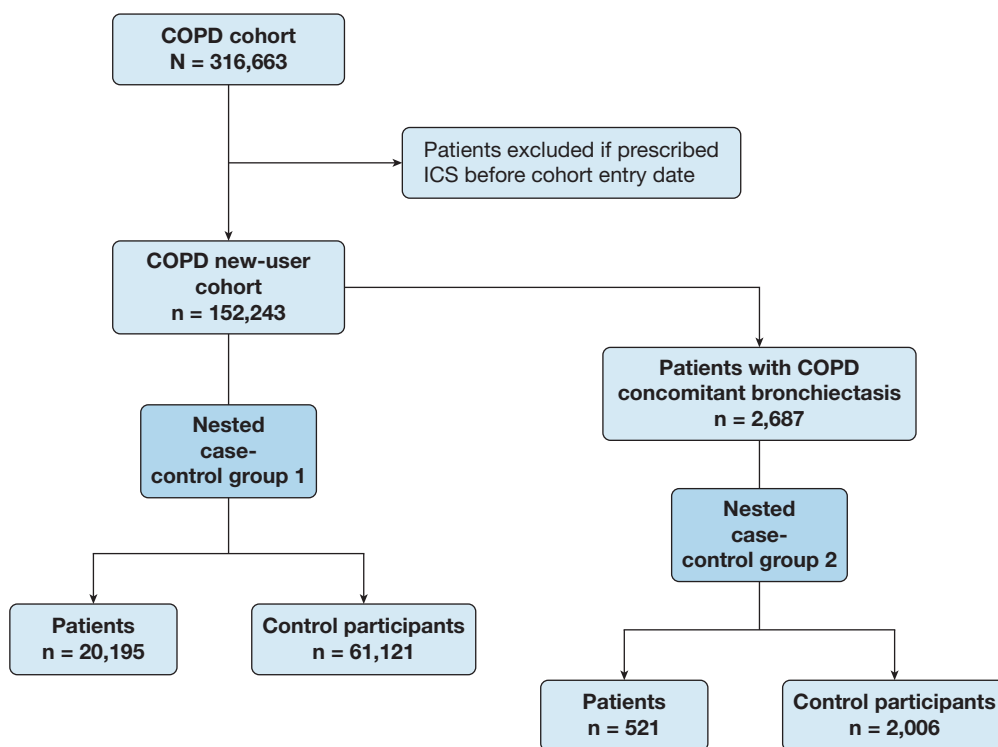 COPD cohort
N = 316,663
Patients excluded if prescribed
ICS before cohort entry date
COPD new-user
cohort
n = 152,243
Patients with COPD
concomitant bronchiectasis
n = 2,687
Nested
case-
control group 1
Nested
case-
control group 2
Patients
n = 20,195
Control participants
n = 61,121
Patients
n = 521
Control participants
n = 2,006